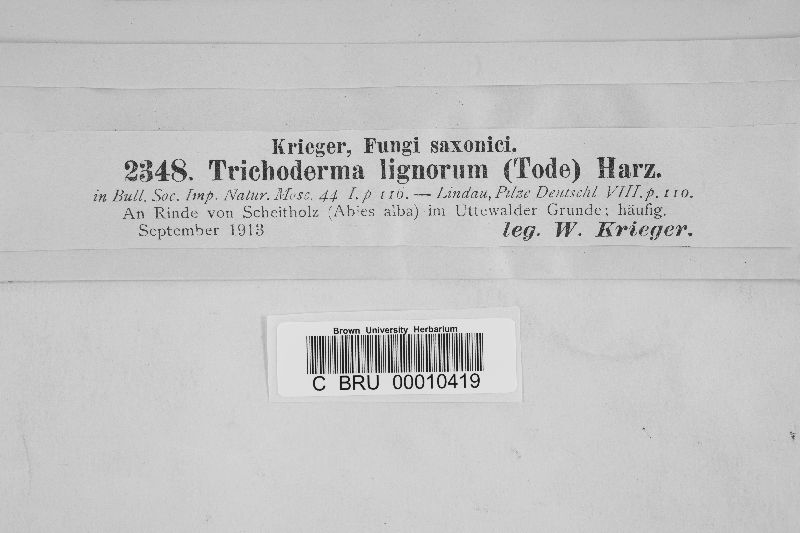 Krieger, Fungi saxonici.
2348. Trichoderma lignorum (Tode) Harz.
in Bull. Soc. Imp. Natur. Mosc. 44 I. p 110. — Lindau, Pilze Deutschl. VIII. p. 110.
An Rinde von Scheitholz (Abies alba) im Uttewalder Grunde; häufig.
September 1913 leg. W. Krieger.
Brown University Herbarium
C BRU 00010419